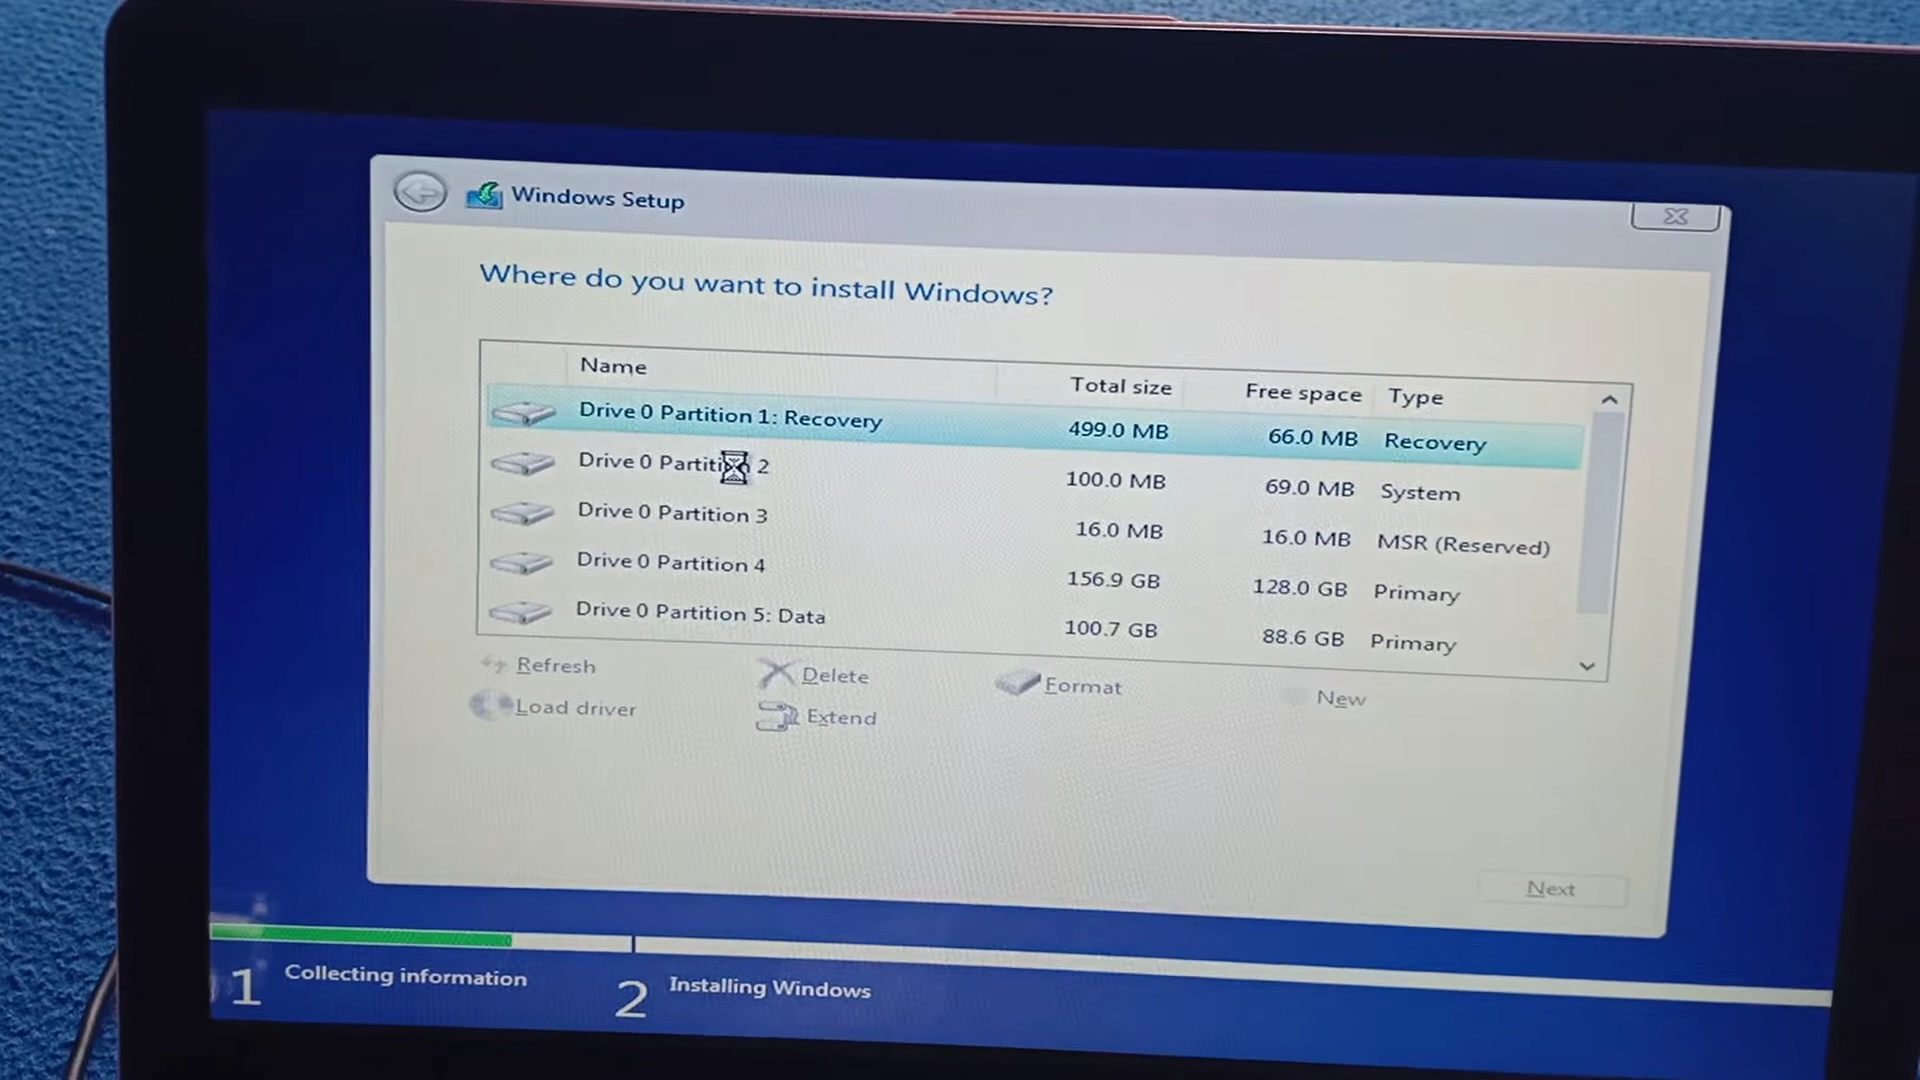 Windows Setup
Where do you want to install Windows?
Name Total size Free space Type
Drive 0 Partition 1: Recovery 499.0 MB 66.0 MB Recovery
Drive 0 Partition 2 100.0 MB 69.0 MB System
Drive 0 Partition 3 16.0 MB 16.0 MB MSR (Reserved)
Drive 0 Partition 4 156.9 GB 128.0 GB Primary
Drive 0 Partition 5: Data 100.7 GB 88.6 GB Primary
Refresh Delete Format New
Load driver Extend
Next
1 Collecting information 2 Installing Windows